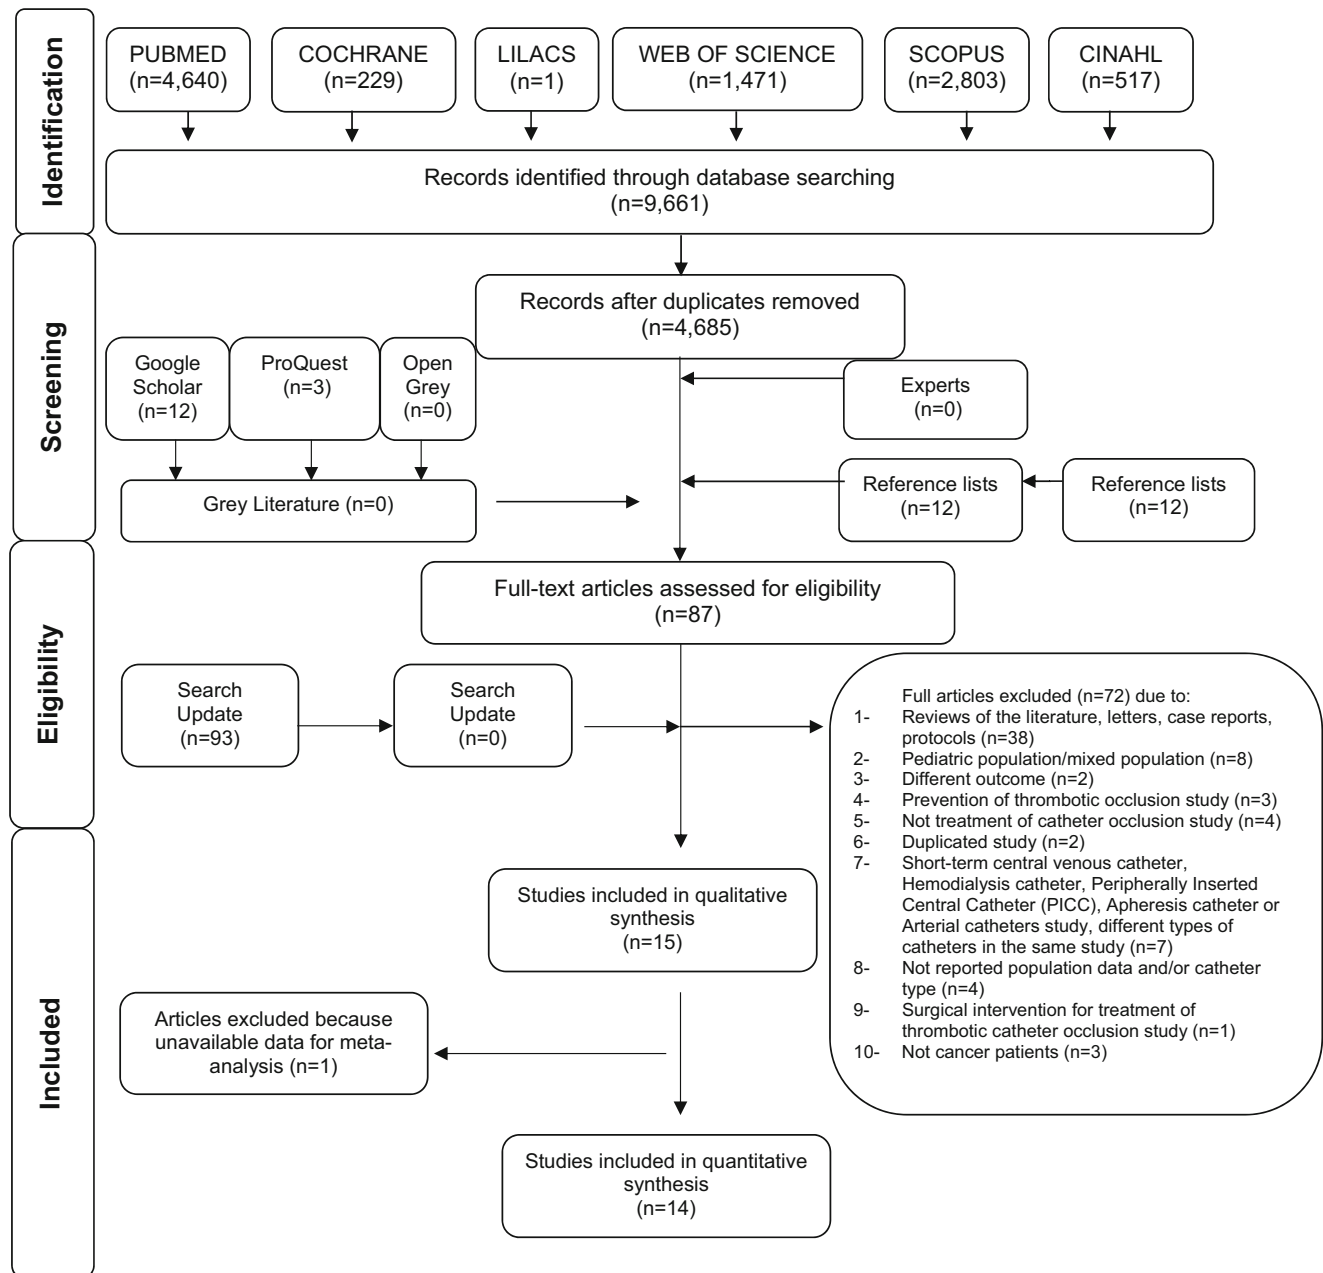 Identification
PUBMED
(n=4,640)
COCHRANE
(n=229)
LILACS
(n=1)
WEB OF SCIENCE
(n=1,471)
SCOPUS
(n=2,803)
CINAHL
(n=517)
Records identified through database searching
(n=9,661)
Screening
Records after duplicates removed
(n=4,685)
Google
Scholar
(n=12)
ProQuest
(n=3)
Open
Grey
(n=0)
Experts
(n=0)
Grey Literature (n=0)
Reference lists
(n=12)
Reference lists
(n=12)
Eligibility
Full-text articles assessed for eligibility
(n=87)
Search
Update
(n=93)
Search
Update
(n=0)
Full articles excluded (n=72) due to:
1- Reviews of the literature, letters, case reports,
protocols (n=38)
2- Pediatric population/mixed population (n=8)
3- Different outcome (n=2)
4- Prevention of thrombotic occlusion study (n=3)
5- Not treatment of catheter occlusion study (n=4)
6- Duplicated study (n=2)
7- Short-term central venous catheter,
Hemodialysis catheter, Peripherally Inserted
Central Catheter (PICC), Apheresis catheter or
Arterial catheters study, different types of
catheters in the same study (n=7)
8- Not reported population data and/or catheter
type (n=4)
9- Surgical intervention for treatment of
thrombotic catheter occlusion study (n=1)
10- Not cancer patients (n=3)
Included
Studies included in qualitative
synthesis
(n=15)
Articles excluded because
unavailable data for meta-
analysis (n=1)
Studies included in quantitative
synthesis
(n=14)